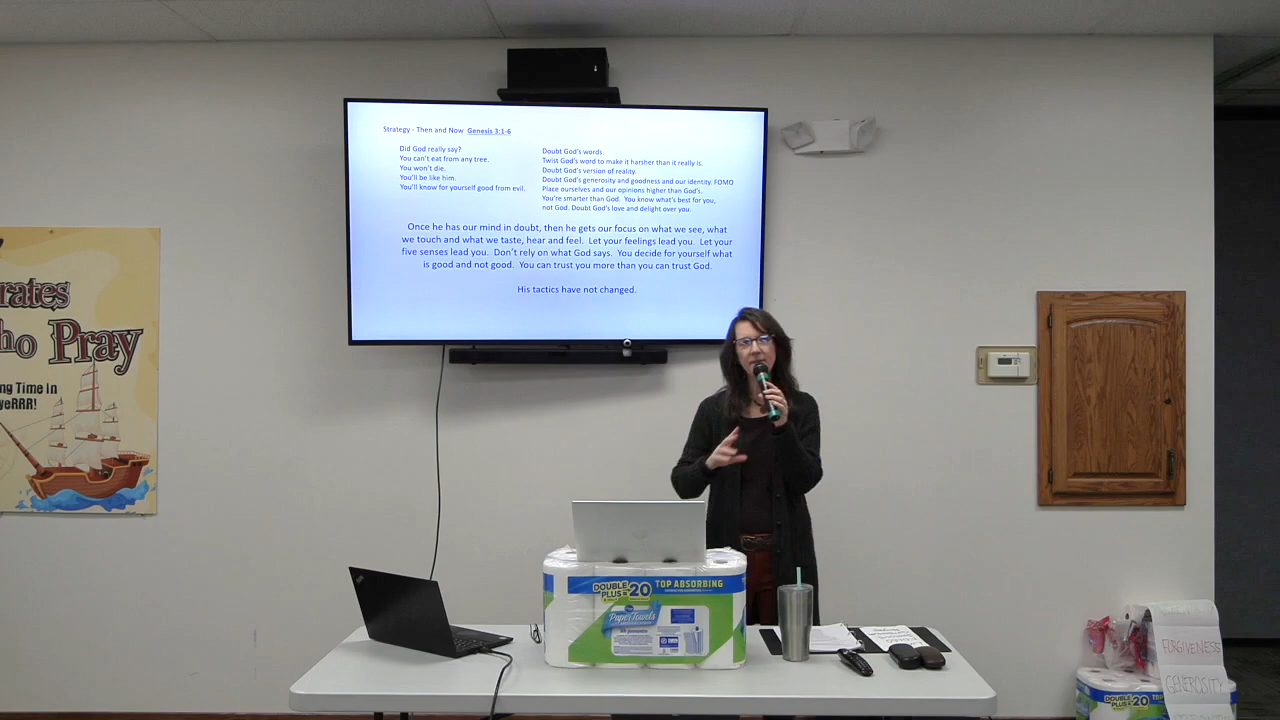 Strategy - Then and Now Genesis 3:1-6
Did God really say?
You can't eat from any tree.
You won't die.
You'll be like him.
You'll know for yourself good from evil.
Doubt God's words.
Twist God's word to make it harsher than it really is.
Doubt God's version of reality.
Doubt God's generosity and goodness and our identity. FOMO
Place ourselves and our opinions higher than God's.
You're smarter than God. You know what's best for you,
not God. Doubt God's love and delight over you.
Once he has our mind in doubt, then he gets our focus on what we see, what
we touch and what we taste, hear and feel. Let your feelings lead you. Let your
five senses lead you. Don't rely on what God says. You decide for yourself what
is good and not good. You can trust you more than you can trust God.
His tactics have not changed.
rates
ho Pray
ng Time In
yeRRR!
DOUBLE PLUS = 20
TOP ABSORBING
Paper Towels
FORGIVENESS
GENEROSITY
DOUBLE PLUS = 20